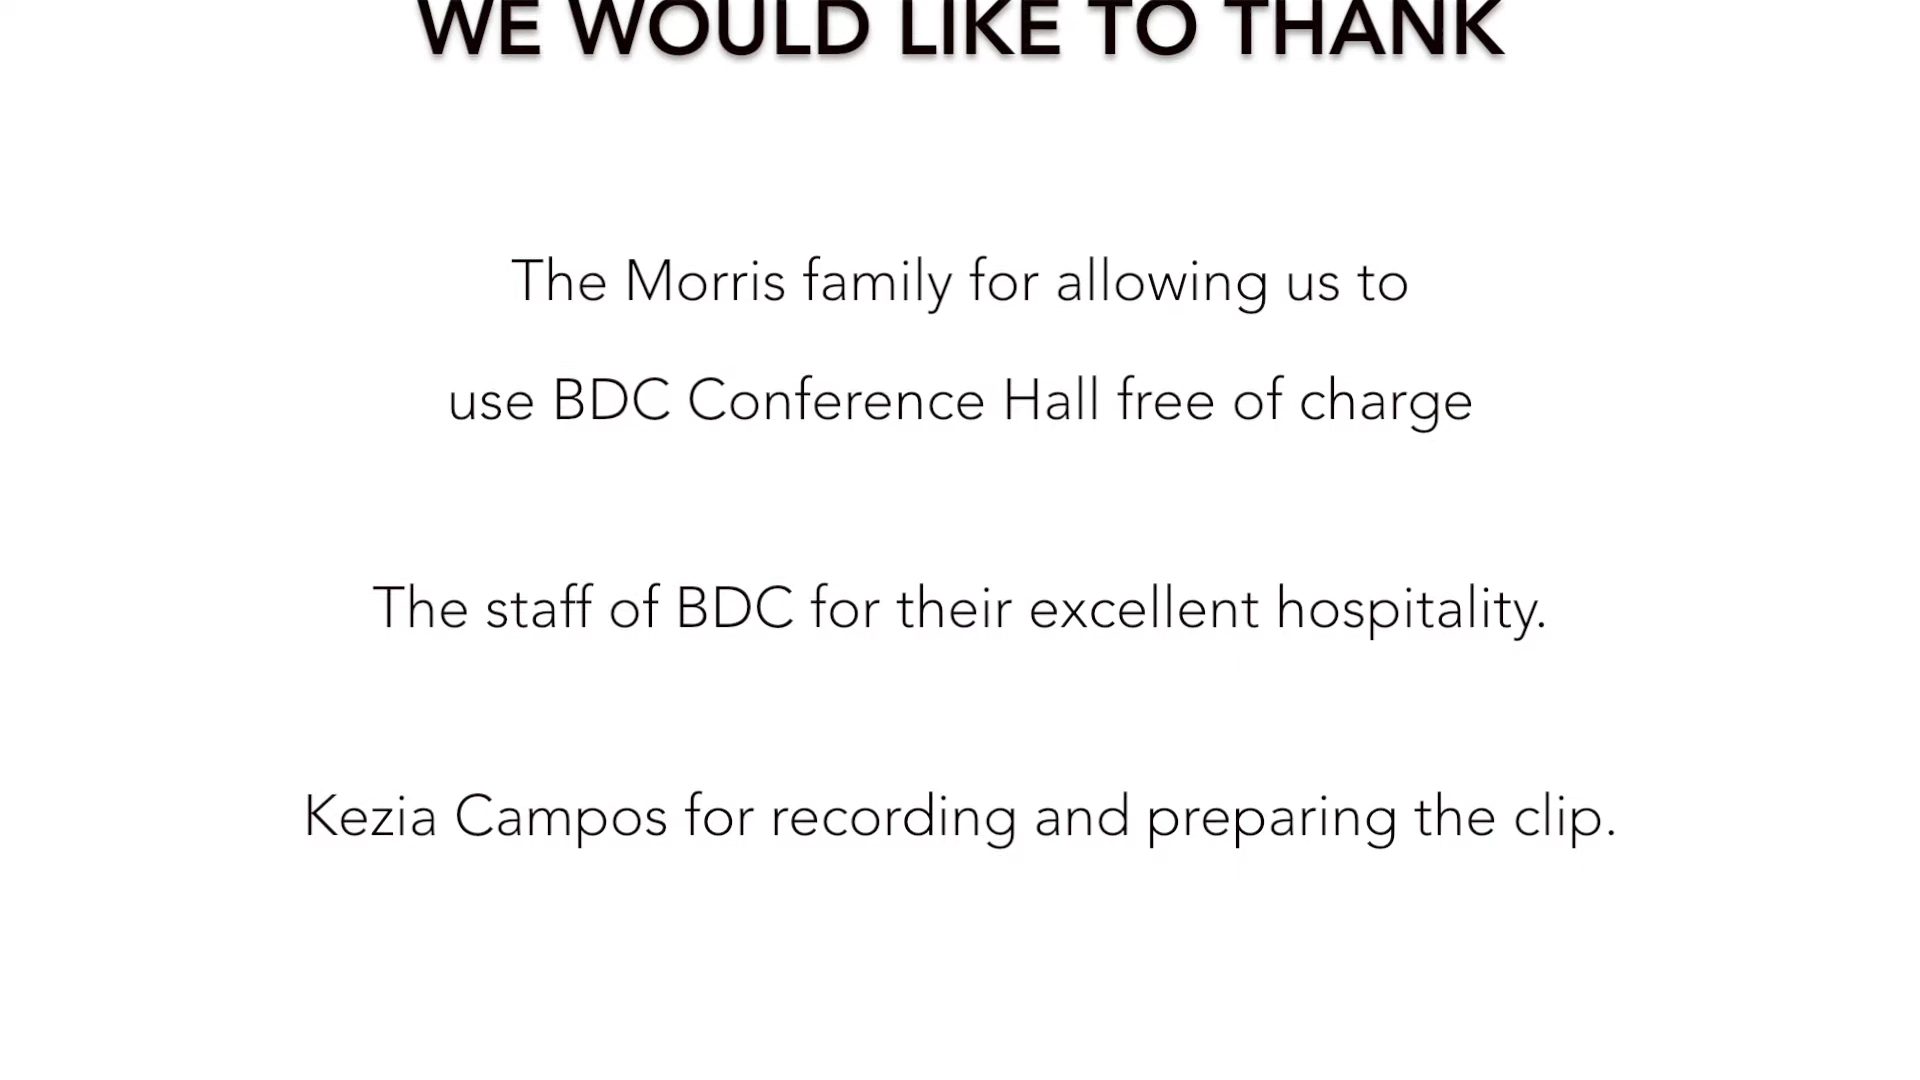 WE WOULD LIKE TO THANK
The Morris family for allowing us to
use BDC Conference Hall free of charge
The staff of BDC for their excellent hospitality.
Kezia Campos for recording and preparing the clip.